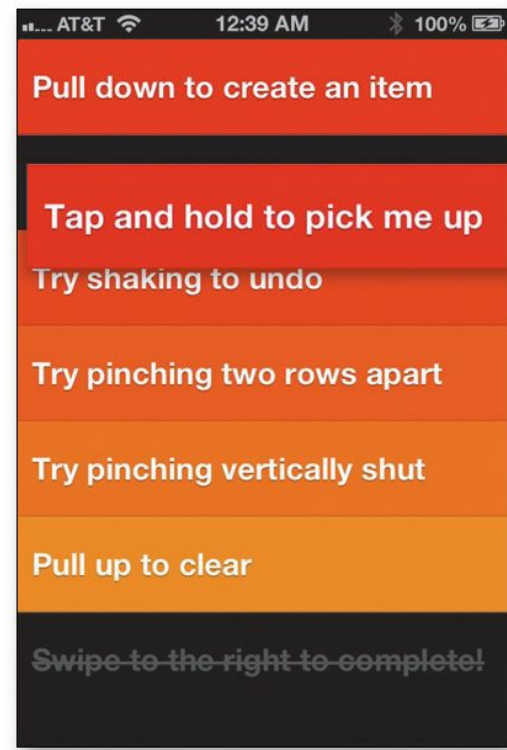 AT&T 12:39 AM 100%
Pull down to create an item
Tap and hold to pick me up
Try shaking to undo
Try pinching two rows apart
Try pinching vertically shut
Pull up to clear
Swipe to the right to complete!